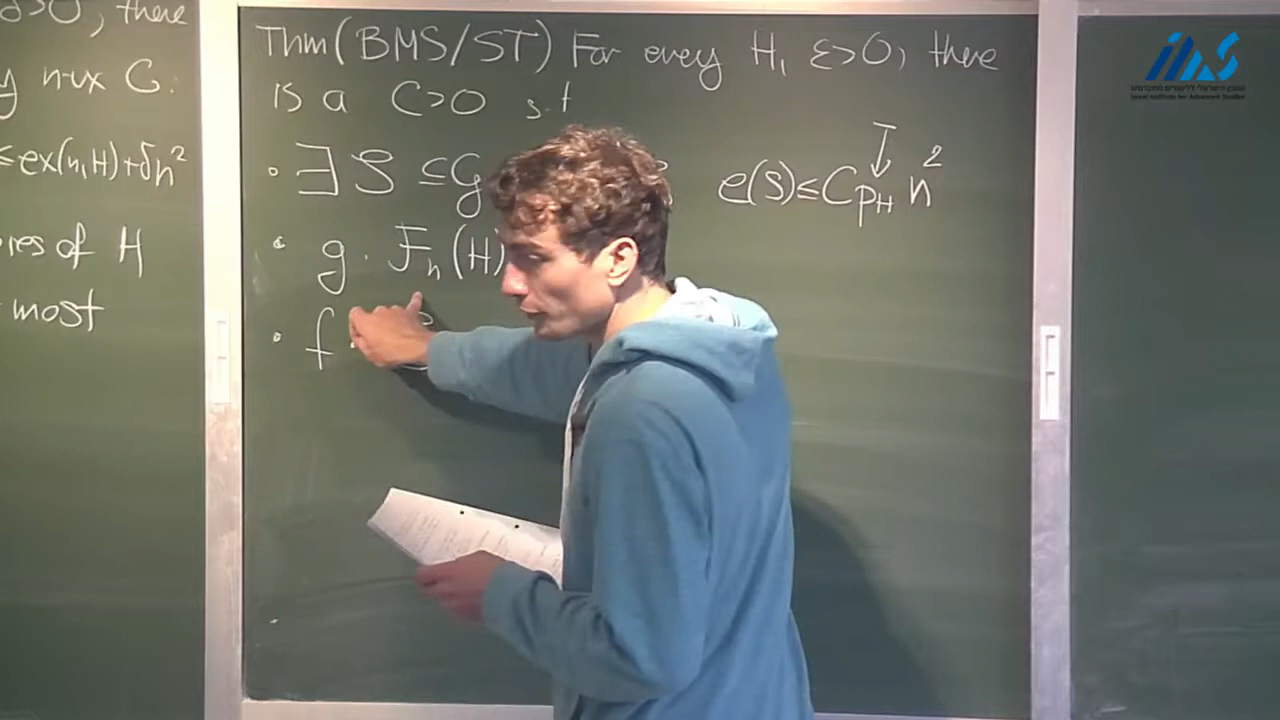 >0, there
n-vx G.
≤ex(n,H)+δn²
of H
most
Thm (BMS/ST) For every H, ε>0, there
is a C>0 s.t
• ∃ S ⊆ G e(S)≤C p_H n²
• g: F_n(H)
• f